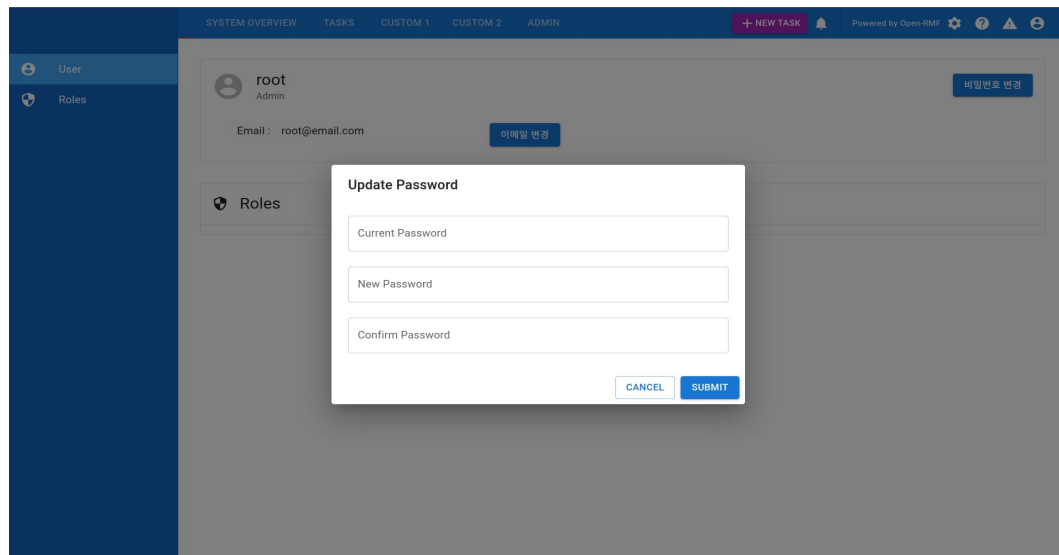 SYSTEM OVERVIEW TASKS CUSTOM 1 CUSTOM 2 ADMIN + NEW TASK Powered by Open-RMF
User
Roles
root
Admin
비밀번호 변경
Email : root@email.com
이메일 변경
Roles
Update Password
Current Password
New Password
Confirm Password
CANCEL SUBMIT